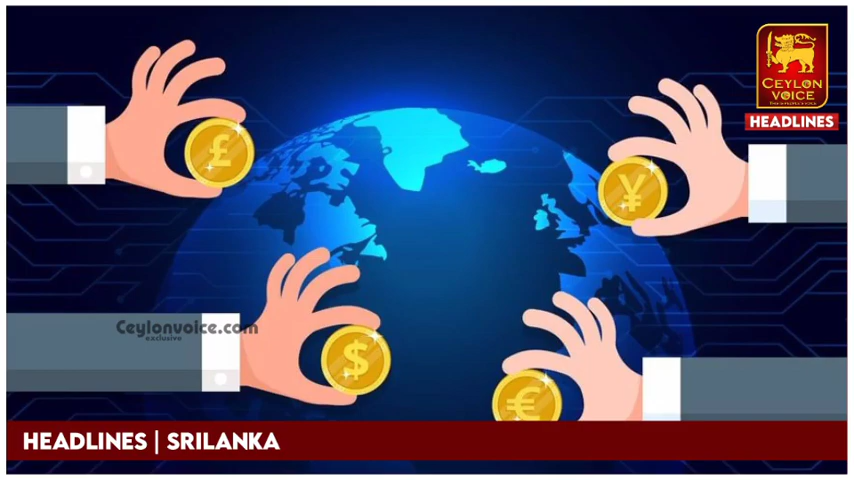 CEYLON
VOICE
HEADLINES
£
¥
Ceylonvoice.com
exclusive
$
€
HEADLINES | SRILANKA